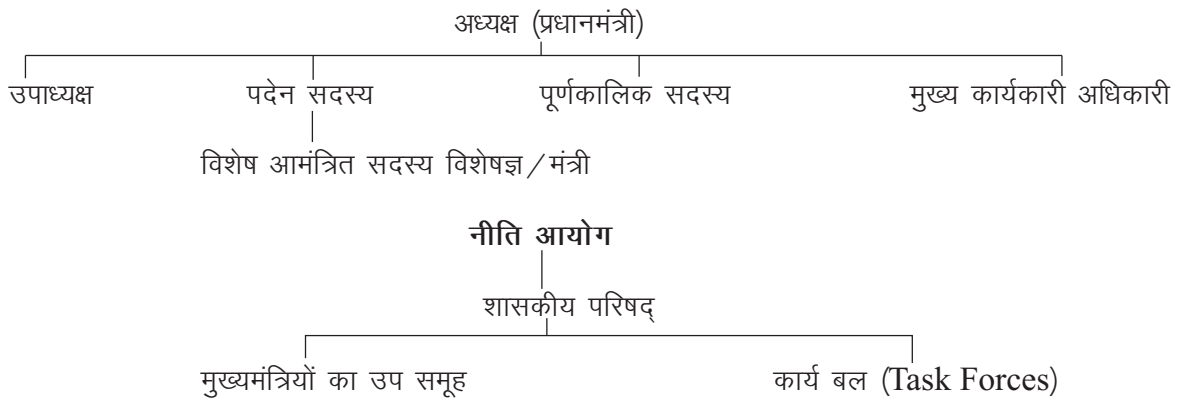 अध्यक्ष (प्रधानमंत्री)
उपाध्यक्ष पदेन सदस्य पूर्णकालिक सदस्य मुख्य कार्यकारी अधिकारी
विशेष आमंत्रित सदस्य विशेषज्ञ/मंत्री
नीति आयोग
शासकीय परिषद्
मुख्यमंत्रियों का उप समूह कार्य बल (Task Forces)